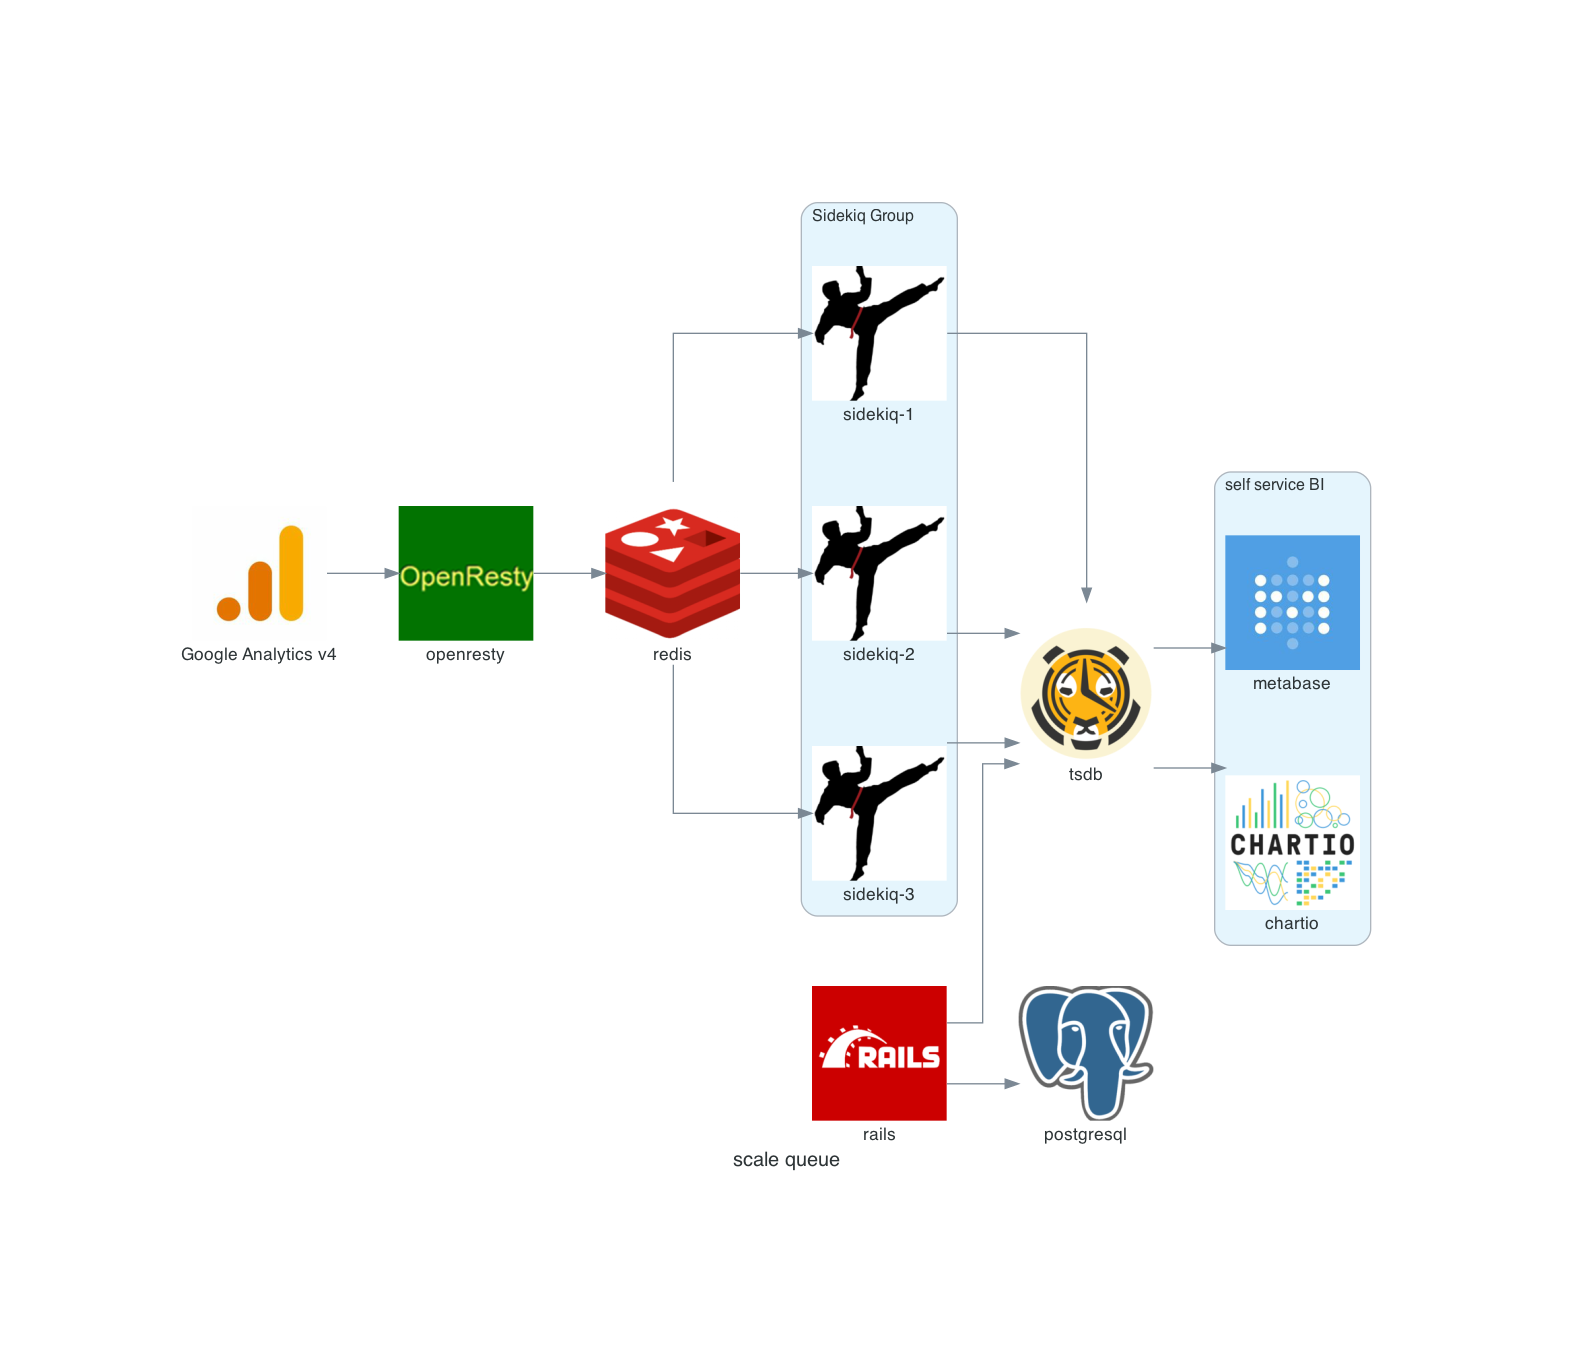 Sidekiq Group
sidekiq-1
self service BI
OpenResty
Google Analytics v4
openresty
redis
sidekiq-2
metabase
tsdb
CHARTIO
sidekiq-3
chartio
RAILS
rails
postgresql
scale queue